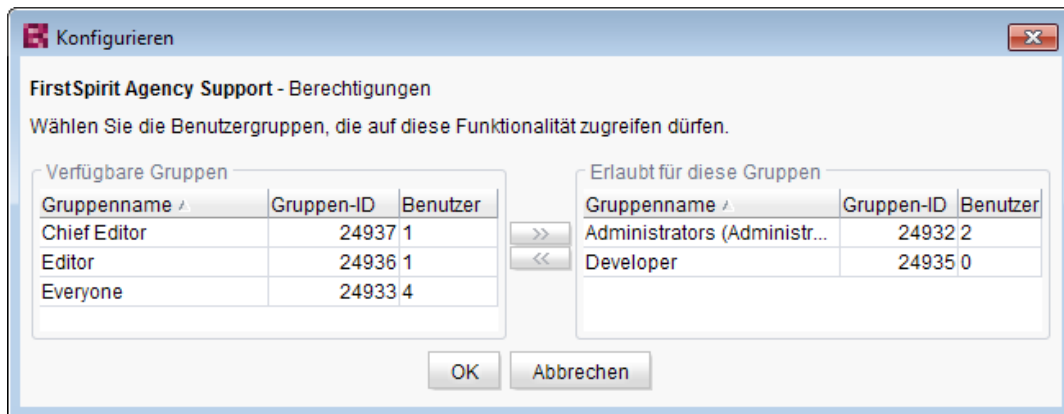 Konfigurieren
FirstSpirit Agency Support - Berechtigungen
Wählen Sie die Benutzergruppen, die auf diese Funktionalität zugreifen dürfen.
Verfügbare Gruppen
Gruppenname Gruppen-ID Benutzer
Chief Editor 24937 1
Editor 24936 1
Everyone 24933 4
>>
<<
Erlaubt für diese Gruppen
Gruppenname Gruppen-ID Benutzer
Administrators (Administr... 24932 2
Developer 24935 0
OK Abbrechen